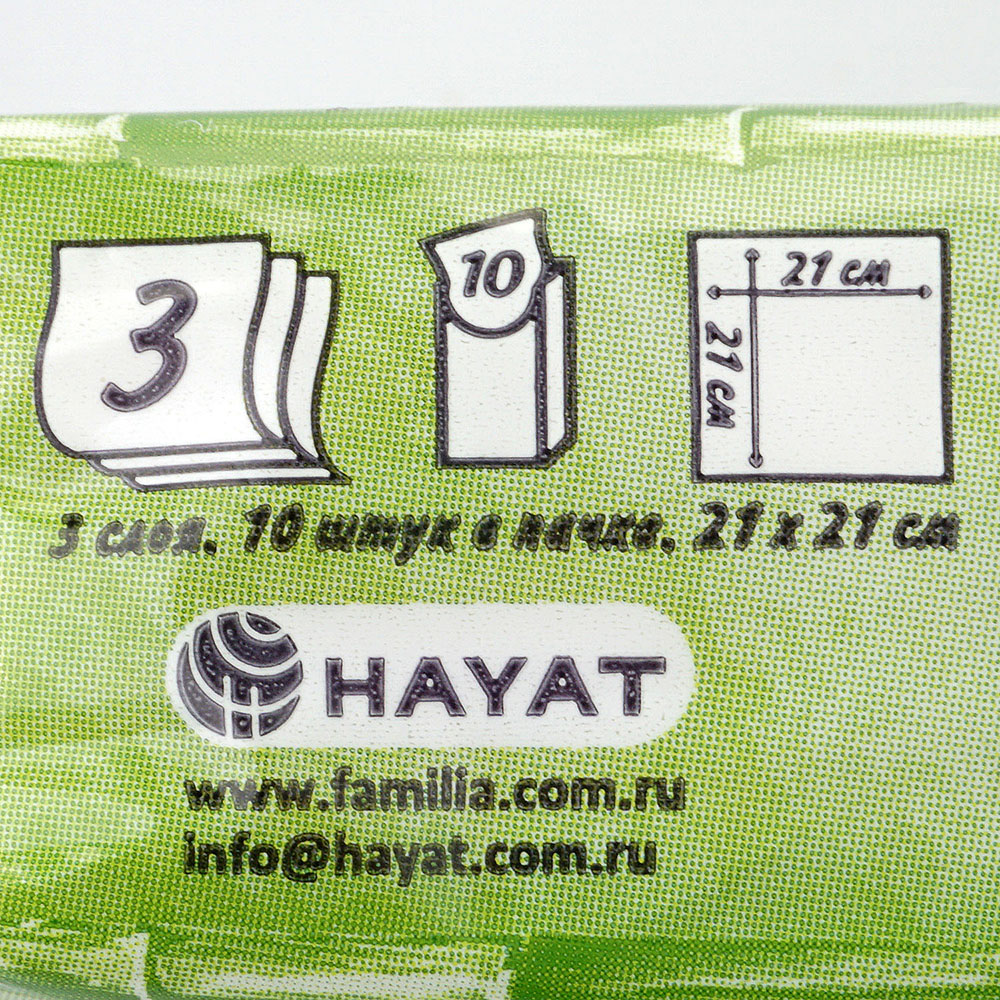 3
10
21 см
21 см
3 слоя, 10 штук в пачке, 21 х 21 см
HAYAT
www.familia.com.ru
info@hayat.com.ru